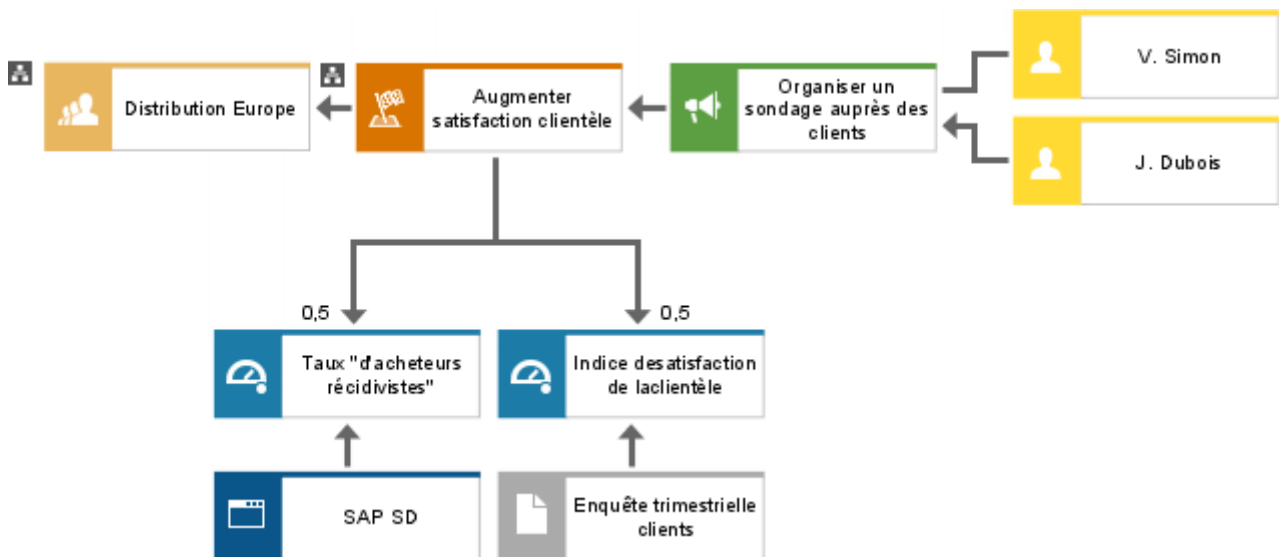 V. Simon
Distribution Europe
Augmenter
satisfaction clientèle
Organiser un
sondage auprès des
clients
J. Dubois
0,5
0,5
Taux "d'acheteurs
récidivistes"
Indice desatisfaction
de laclientèle
SAP SD
Enquête trimestrielle
clients